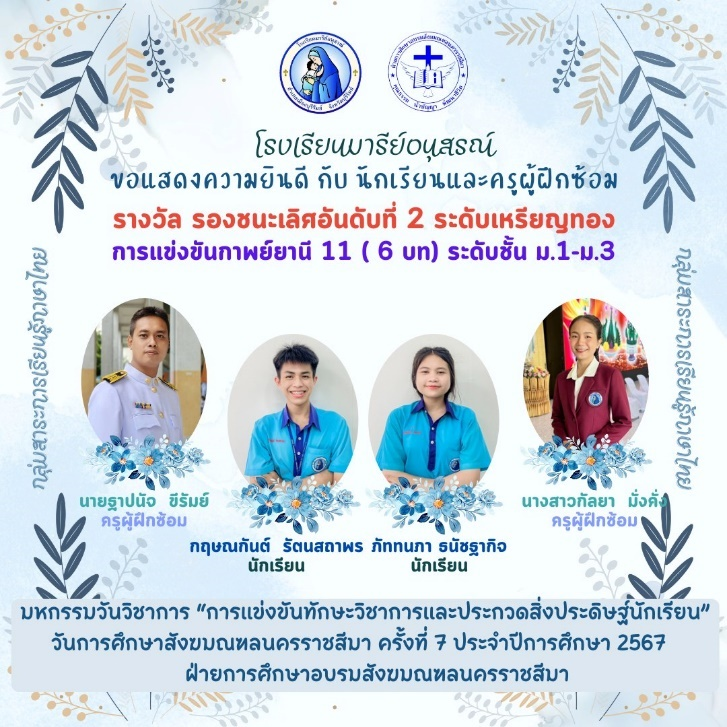 โรงเรียนมารีย์อนุสรณ์
ขอแสดงความยินดี กับ นักเรียนและครูผู้ฝึกซ้อม
รางวัล รองชนะเลิศอันดับที่ 2 ระดับเหรียญทอง
การแข่งขันกาพย์ยานี 11 ( 6 บท) ระดับชั้น ม.1-ม.3
กลุ่มสาระการเรียนรู้ภาษาไทย
กลุ่มสาระการเรียนรู้ภาษาไทย
นายฐาปนัจ ขีรัมย์
ครูผู้ฝึกซ้อม
นางสาวกัลยา มั่งคั่ง
ครูผู้ฝึกซ้อม
กฤษณกันต์ รัตนสถาพร
นักเรียน
ภัททนภา ธนัชฐากิจ
นักเรียน
มหกรรมวันวิชาการ “การแข่งขันทักษะวิชาการและประกวดสิ่งประดิษฐ์นักเรียน”
วันการศึกษาสังฆมณฑลนครราชสีมา ครั้งที่ 7 ประจำปีการศึกษา 2567
ฝ่ายการศึกษาอบรมสังฆมณฑลนครราชสีมา